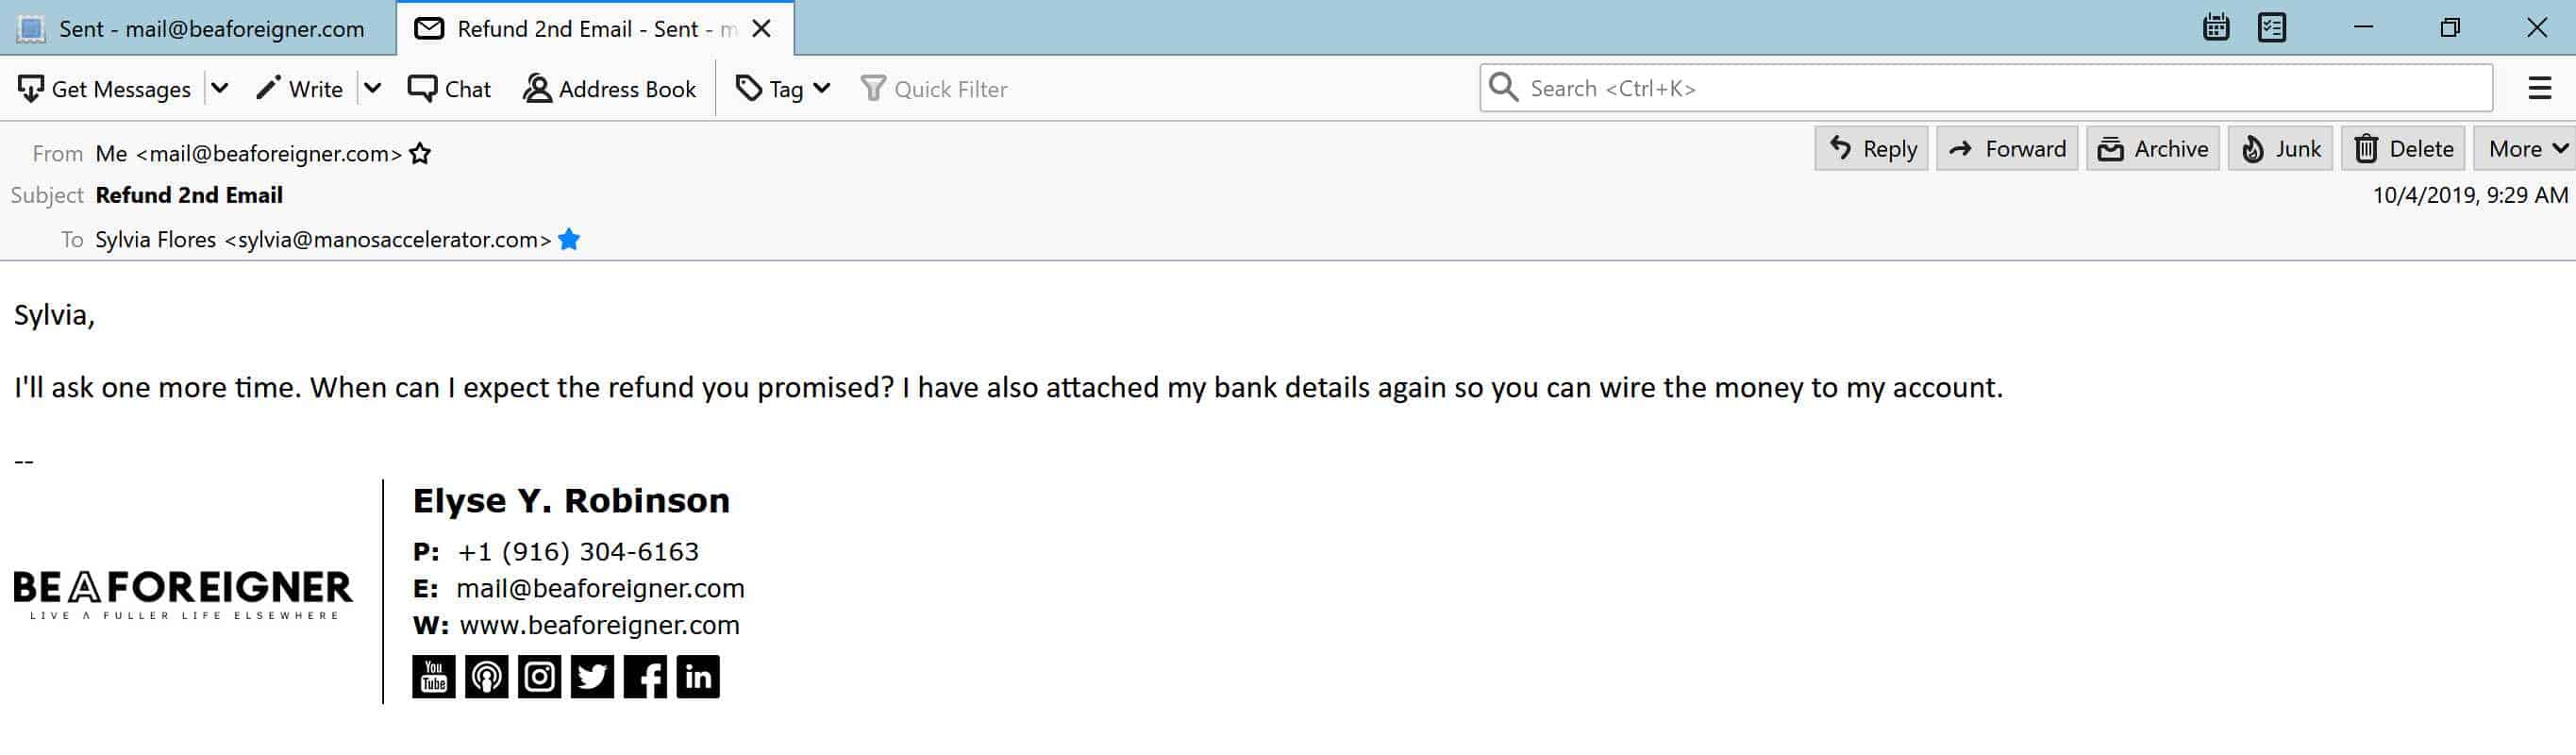 Sent - mail@beaforeigner.com Refund 2nd Email - Sent - m
Get Messages Write Chat Address Book Tag Quick Filter Search <Ctrl+K>
From Me <mail@beaforeigner.com> Reply Forward Archive Junk Delete More
Subject Refund 2nd Email 10/4/2019, 9:29 AM
To Sylvia Flores <sylvia@manosaccelerator.com>
Sylvia,
I'll ask one more time. When can I expect the refund you promised? I have also attached my bank details again so you can wire the money to my account.
--
BE A FOREIGNER
LIVE A FULLER LIFE ELSEWHERE
Elyse Y. Robinson
P: +1 (916) 304-6163
E: mail@beaforeigner.com
W: www.beaforeigner.com
You Tube f in